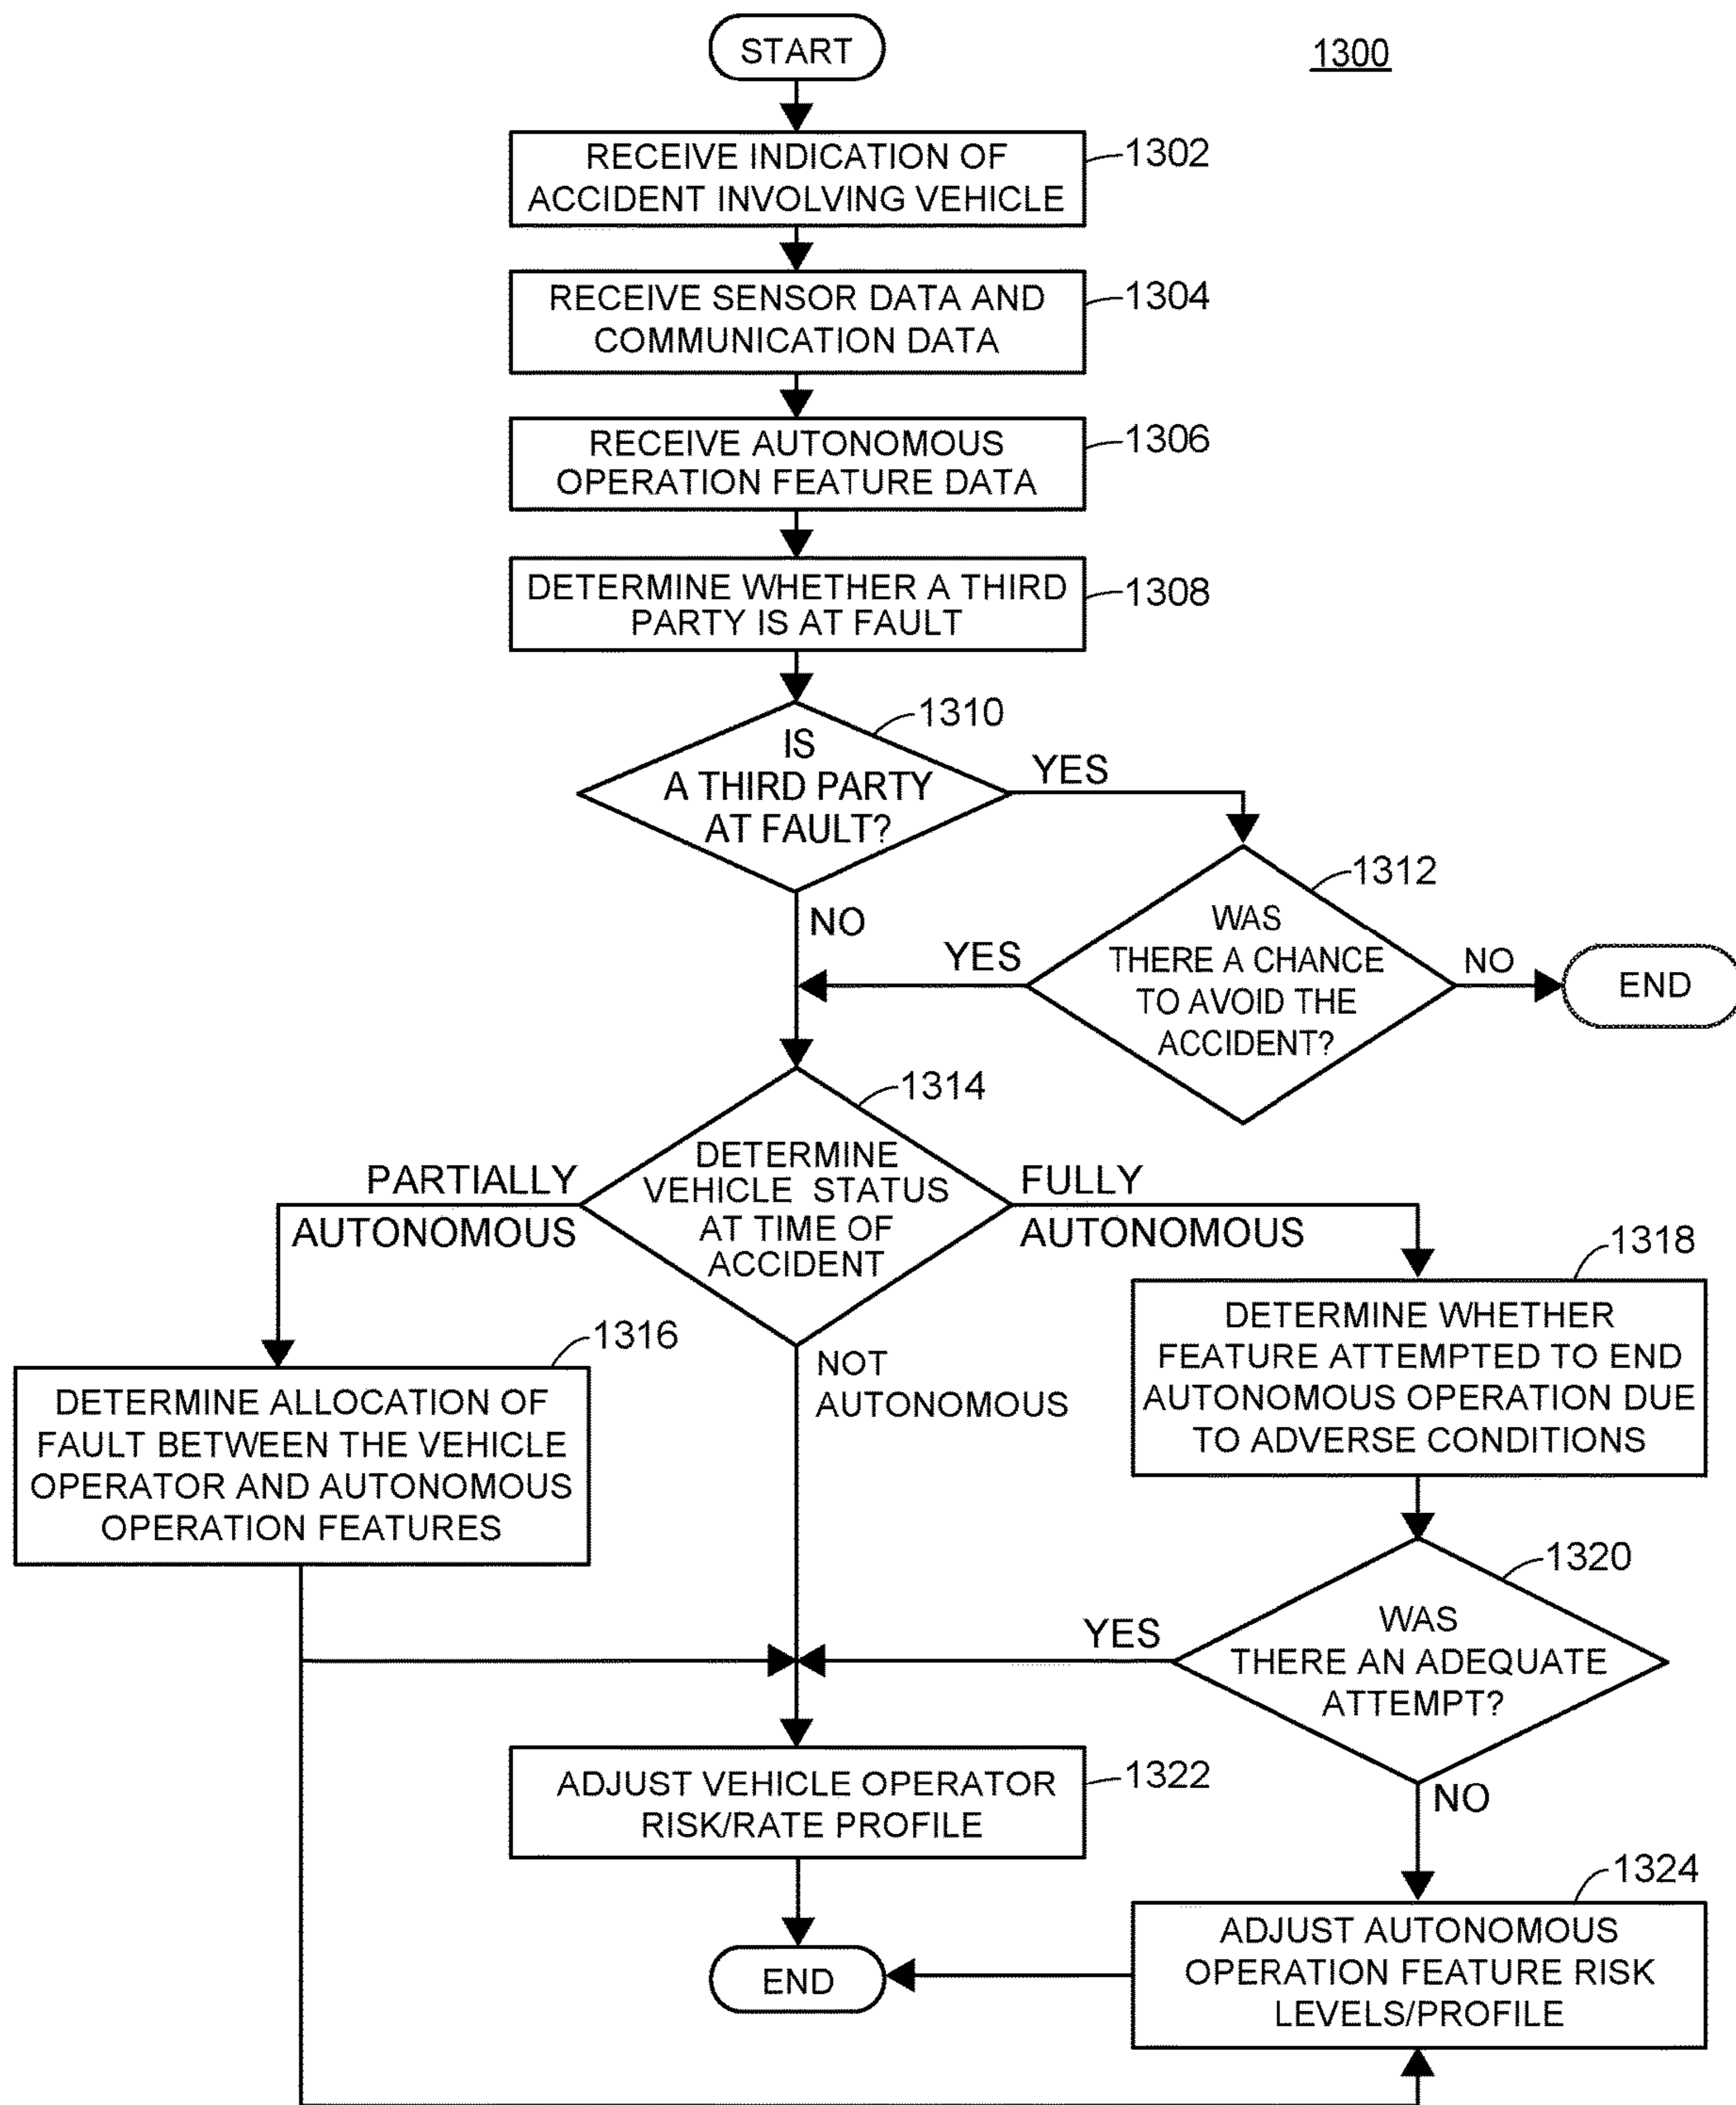 START
1300
RECEIVE INDICATION OF
ACCIDENT INVOLVING VEHICLE
1302
RECEIVE SENSOR DATA AND
COMMUNICATION DATA
1304
RECEIVE AUTONOMOUS
OPERATION FEATURE DATA
1306
DETERMINE WHETHER A THIRD
PARTY IS AT FAULT
1308
1310
IS
A THIRD PARTY
AT FAULT?
YES
NO
1312
WAS
THERE A CHANCE
TO AVOID THE
ACCIDENT?
YES
NO
END
1314
DETERMINE
VEHICLE STATUS
AT TIME OF
ACCIDENT
PARTIALLY
AUTONOMOUS
FULLY
AUTONOMOUS
NOT
AUTONOMOUS
1316
DETERMINE ALLOCATION OF
FAULT BETWEEN THE VEHICLE
OPERATOR AND AUTONOMOUS
OPERATION FEATURES
1318
DETERMINE WHETHER
FEATURE ATTEMPTED TO END
AUTONOMOUS OPERATION DUE
TO ADVERSE CONDITIONS
1320
WAS
THERE AN ADEQUATE
ATTEMPT?
YES
NO
ADJUST VEHICLE OPERATOR
RISK/RATE PROFILE
1322
1324
ADJUST AUTONOMOUS
OPERATION FEATURE RISK
LEVELS/PROFILE
END